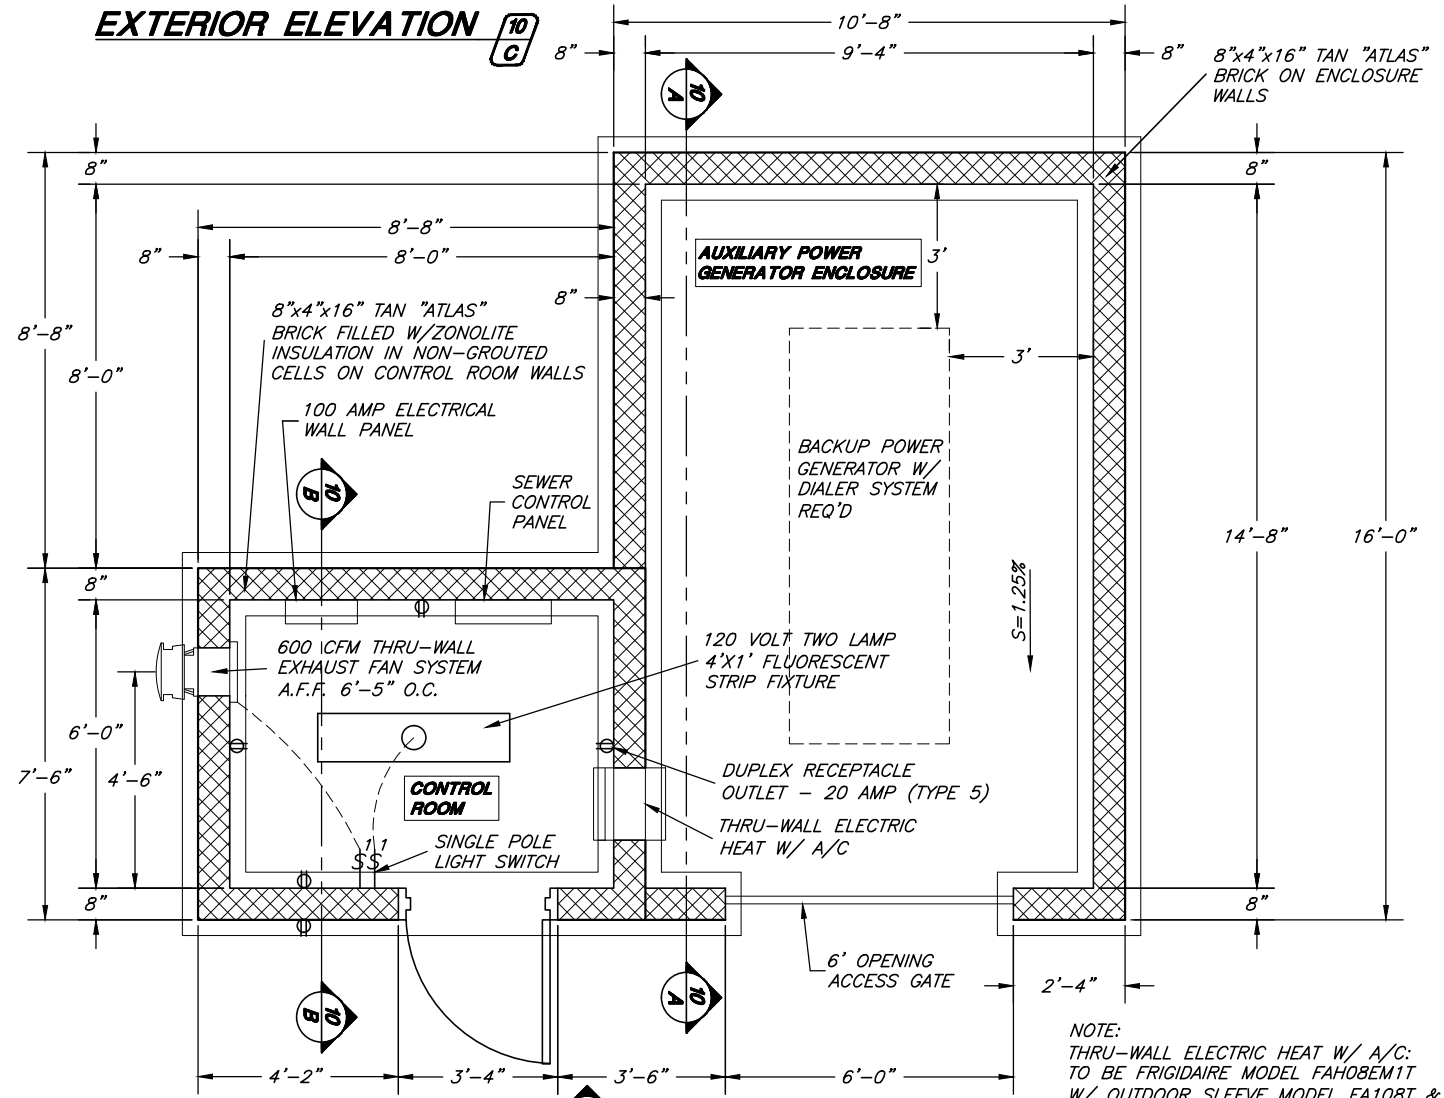 EXTERIOR ELEVATION 10 C
10'-8"
8" 9'-4" 8"
8"x4"x16" TAN "ATLAS"
BRICK ON ENCLOSURE
WALLS
10 A
8" 8"
8'-8"
8" 8'-0"
8"
AUXILIARY POWER
GENERATOR ENCLOSURE
3'
8"x4"x16" TAN "ATLAS"
BRICK FILLED W/ZONOLITE
INSULATION IN NON-GROUTED
CELLS ON CONTROL ROOM WALLS
8'-8"
8'-0"
3'
100 AMP ELECTRICAL
WALL PANEL
BACKUP POWER
GENERATOR W/
DIALER SYSTEM
REQ'D
10 B
SEWER
CONTROL
PANEL
14'-8" 16'-0"
8"
S=1.25%
600 CFM THRU-WALL
EXHAUST FAN SYSTEM
A.F.F. 6'-5" O.C.
120 VOLT TWO LAMP
4'X1' FLUORESCENT
STRIP FIXTURE
6'-0"
7'-6" 4'-6"
CONTROL
ROOM
DUPLEX RECEPTACLE
OUTLET - 20 AMP (TYPE 5)
THRU-WALL ELECTRIC
HEAT W/ A/C
1 1
SS
SINGLE POLE
LIGHT SWITCH
8" 8"
6' OPENING
ACCESS GATE
2'-4"
10 A
10 B
4'-2" 3'-4" 3'-6" 6'-0"
NOTE:
THRU-WALL ELECTRIC HEAT W/ A/C:
TO BE FRIGIDAIRE MODEL FAH08EM1T
W/ OUTDOOR SLEEVE MODEL EA108T &